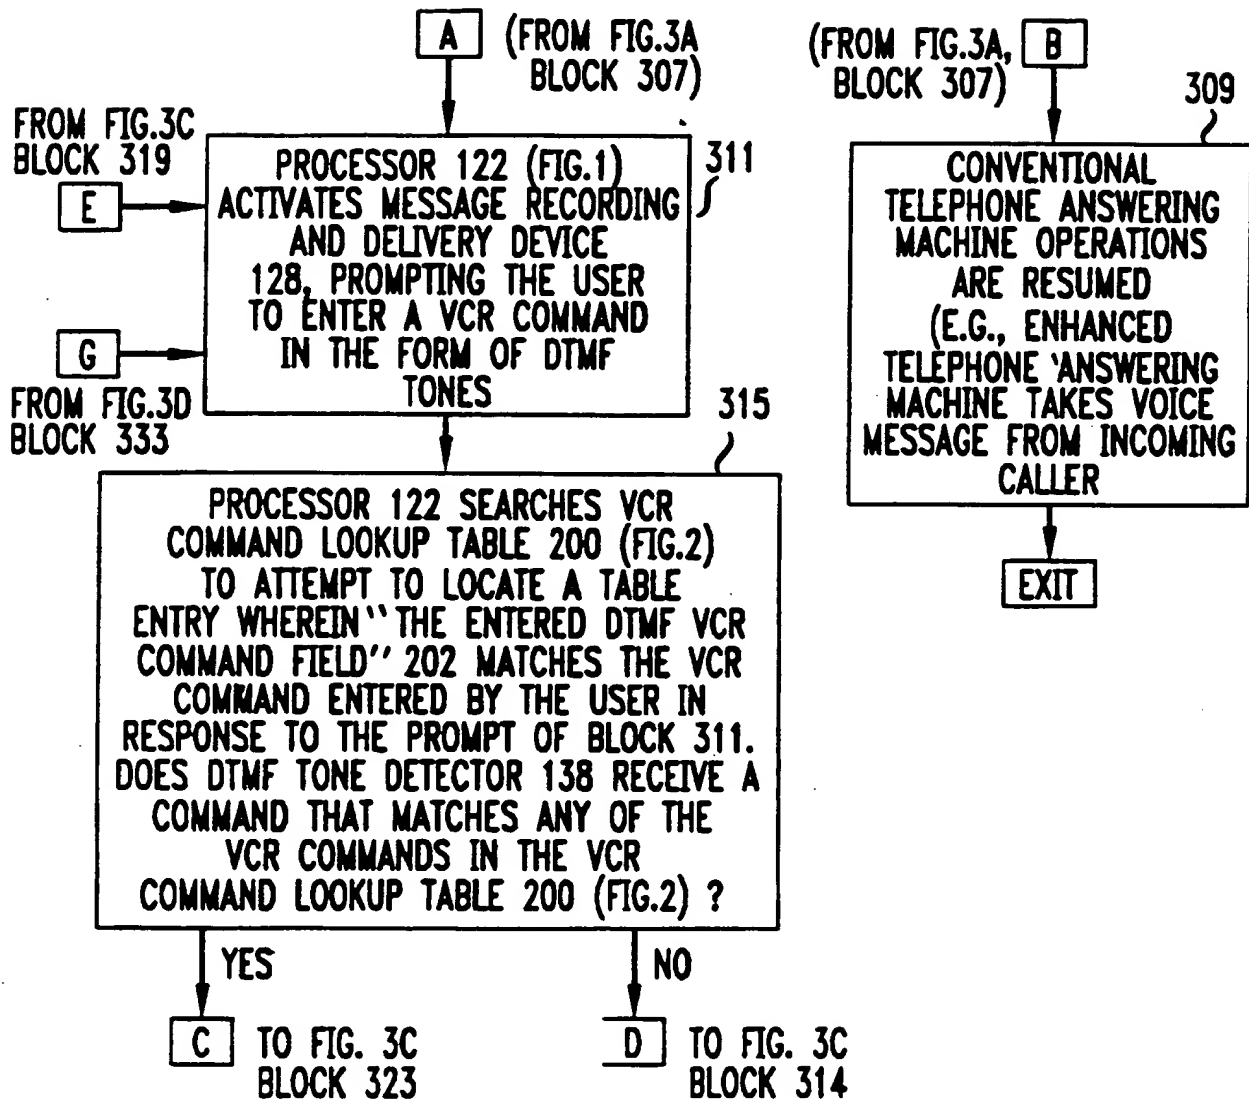 A
(FROM FIG.3A
BLOCK 307)
(FROM FIG.3A,
BLOCK 307)
B
FROM FIG.3C
BLOCK 319
E
G
FROM FIG.3D
BLOCK 333
311
PROCESSOR 122 (FIG.1)
ACTIVATES MESSAGE RECORDING
AND DELIVERY DEVICE
128, PROMPTING THE USER
TO ENTER A VCR COMMAND
IN THE FORM OF DTMF
TONES
309
CONVENTIONAL
TELEPHONE ANSWERING
MACHINE OPERATIONS
ARE RESUMED
(E.G., ENHANCED
TELEPHONE 'ANSWERING
MACHINE TAKES VOICE
MESSAGE FROM INCOMING
CALLER
EXIT
315
PROCESSOR 122 SEARCHES VCR
COMMAND LOOKUP TABLE 200 (FIG.2)
TO ATTEMPT TO LOCATE A TABLE
ENTRY WHEREIN "THE ENTERED DTMF VCR
COMMAND FIELD" 202 MATCHES THE VCR
COMMAND ENTERED BY THE USER IN
RESPONSE TO THE PROMPT OF BLOCK 311.
DOES DTMF TONE DETECTOR 138 RECEIVE A
COMMAND THAT MATCHES ANY OF THE
VCR COMMANDS IN THE VCR
COMMAND LOOKUP TABLE 200 (FIG.2) ?
YES
NO
C
TO FIG. 3C
BLOCK 323
D
TO FIG. 3C
BLOCK 314